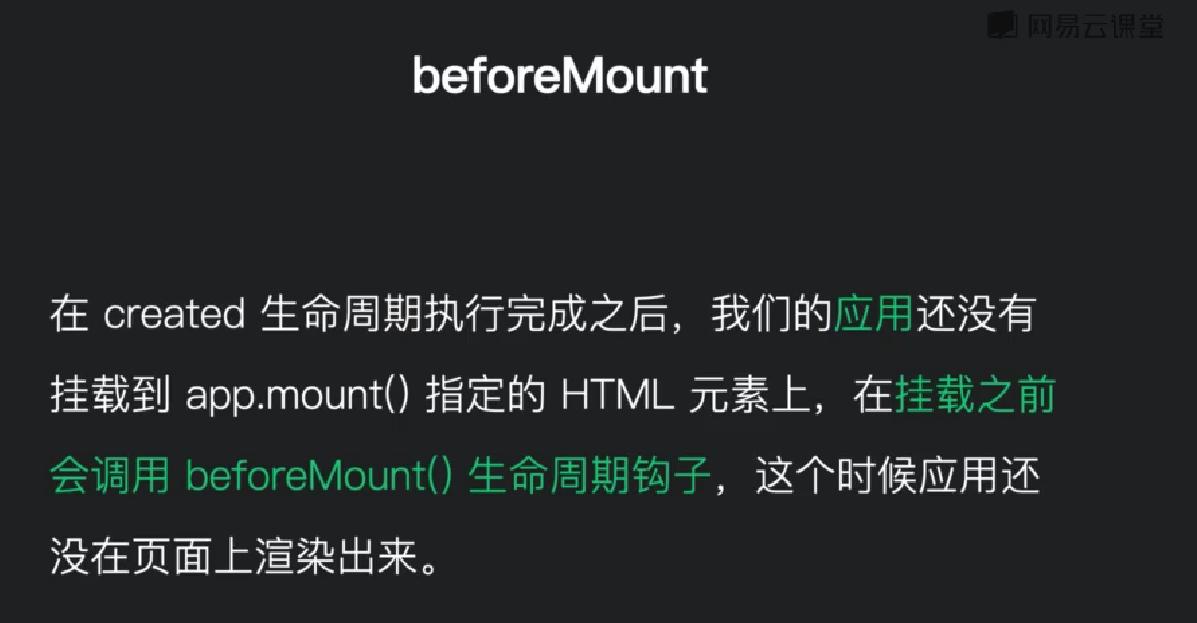 网易云课堂
beforeMount
在 created 生命周期执行完成之后，我们的应用还没有
挂载到 app.mount() 指定的 HTML 元素上，在挂载之前
会调用 beforeMount() 生命周期钩子，这个时候应用还
没在页面上渲染出来。